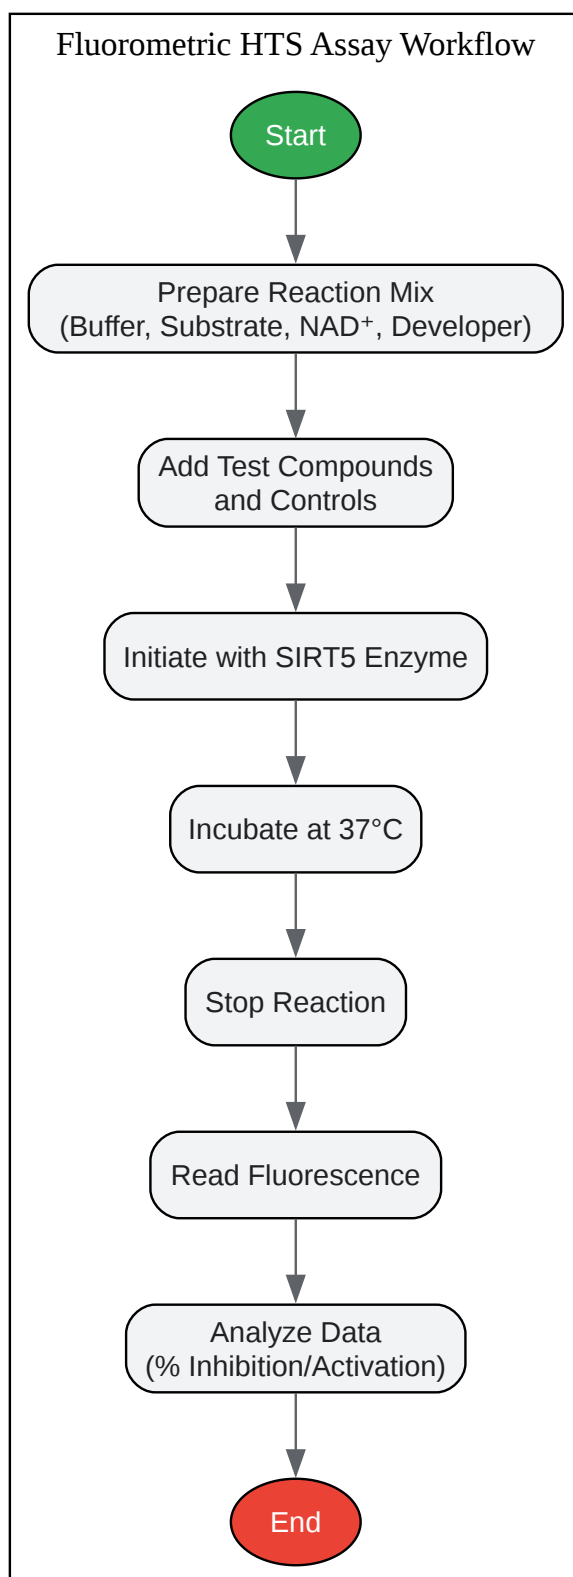 Fluorometric HTS Assay Workflow
Start
Prepare Reaction Mix
(Buffer, Substrate, NAD⁺, Developer)
Add Test Compounds
and Controls
Initiate with SIRT5 Enzyme
Incubate at 37°C
Stop Reaction
Read Fluorescence
Analyze Data
(% Inhibition/Activation)
End